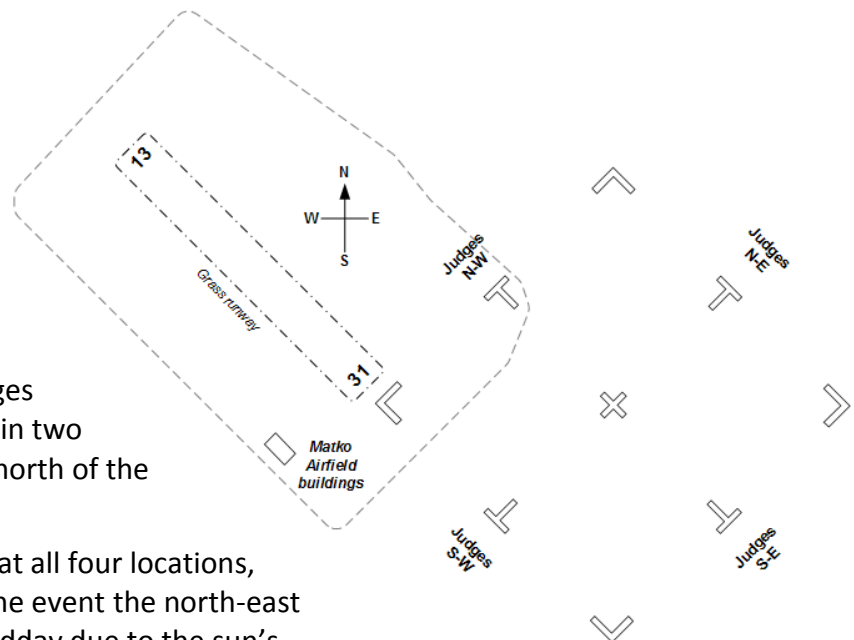 13
N
W E
S
Judges
N-W
Judges
N-E
Grass runway
31
Matko
Airfield
buildings
Judges
S-W
Judges
S-E
ges
in two
north of the
at all four locations,
ne event the north-east
dday due to the sun's